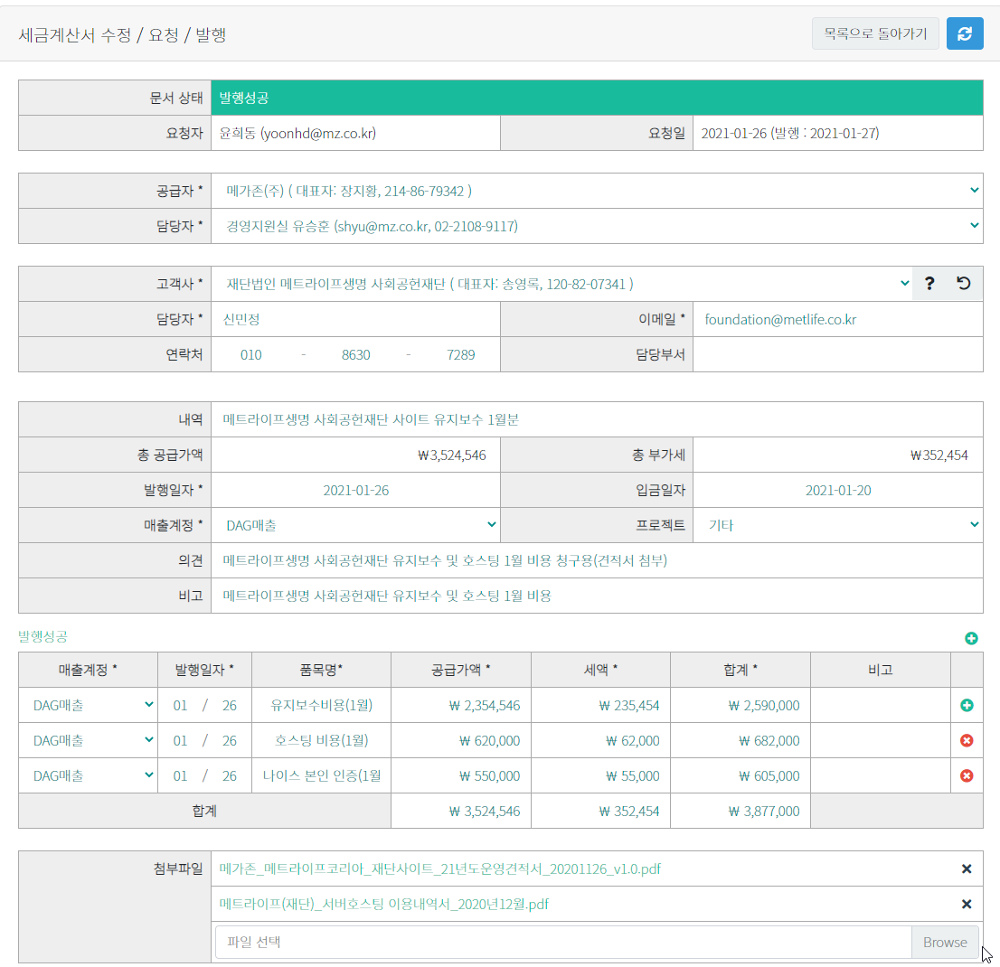 세금계산서 수정 / 요청 / 발행
목록으로 돌아가기
문서 상태 발행성공
요청자 윤희동 (yoonhd@mz.co.kr) 요청일 2021-01-26 (발행 : 2021-01-27)
공급자 * 메가존(주) ( 대표자: 장지황, 214-86-79342 )
담당자 * 경영지원실 유승훈 (shyu@mz.co.kr, 02-2108-9117)
고객사 * 재단법인 메트라이프생명 사회공헌재단 ( 대표자: 송영록, 120-82-07341 ) ?
담당자 * 신민정 이메일 * foundation@metlife.co.kr
연락처 010 - 8630 - 7289 담당부서
내역 메트라이프생명 사회공헌재단 사이트 유지보수 1월분
총 공급가액 ₩3,524,546 총 부가세 ₩352,454
발행일자 * 2021-01-26 입금일자 2021-01-20
매출계정 * DAG매출 프로젝트 기타
의견 메트라이프생명 사회공헌재단 유지보수 및 호스팅 1월 비용 청구용(견적서 첨부)
비고 메트라이프생명 사회공헌재단 유지보수 및 호스팅 1월 비용
발행성공
매출계정 * 발행일자 * 품목명* 공급가액 * 세액 * 합계 * 비고
DAG매출 01 / 26 유지보수비용(1월) ₩ 2,354,546 ₩ 235,454 ₩ 2,590,000
DAG매출 01 / 26 호스팅 비용(1월) ₩ 620,000 ₩ 62,000 ₩ 682,000
DAG매출 01 / 26 나이스 본인 인증(1월 ₩ 550,000 ₩ 55,000 ₩ 605,000
합계 ₩ 3,524,546 ₩ 352,454 ₩ 3,877,000
첨부파일 메가존_메트라이프코리아_재단사이트_21년도운영견적서_20201126_v1.0.pdf
메트라이프(재단)_서버호스팅 이용내역서_2020년12월.pdf
파일 선택 Browse